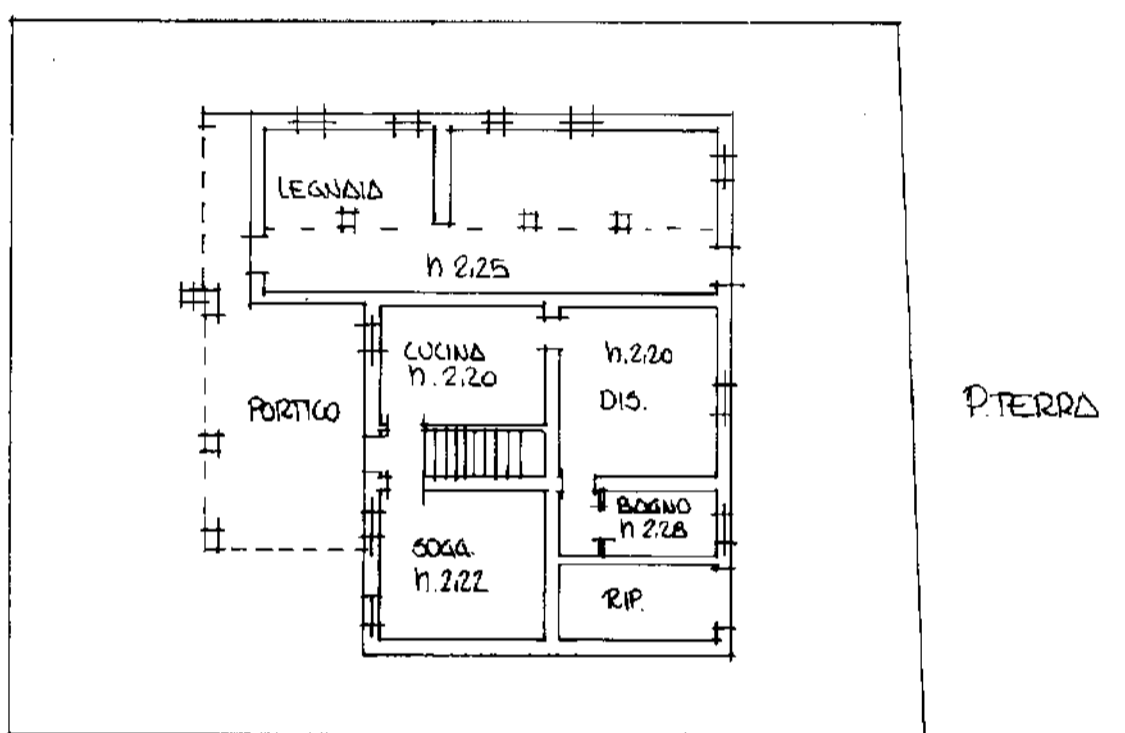 LEGNAIA
h 2,25
CUCINA
h. 2,20
h. 2,20
DIS.
PORTICO
P. TERRA
BAGNO
h 2,28
SOGG.
h. 2,22
RIP.